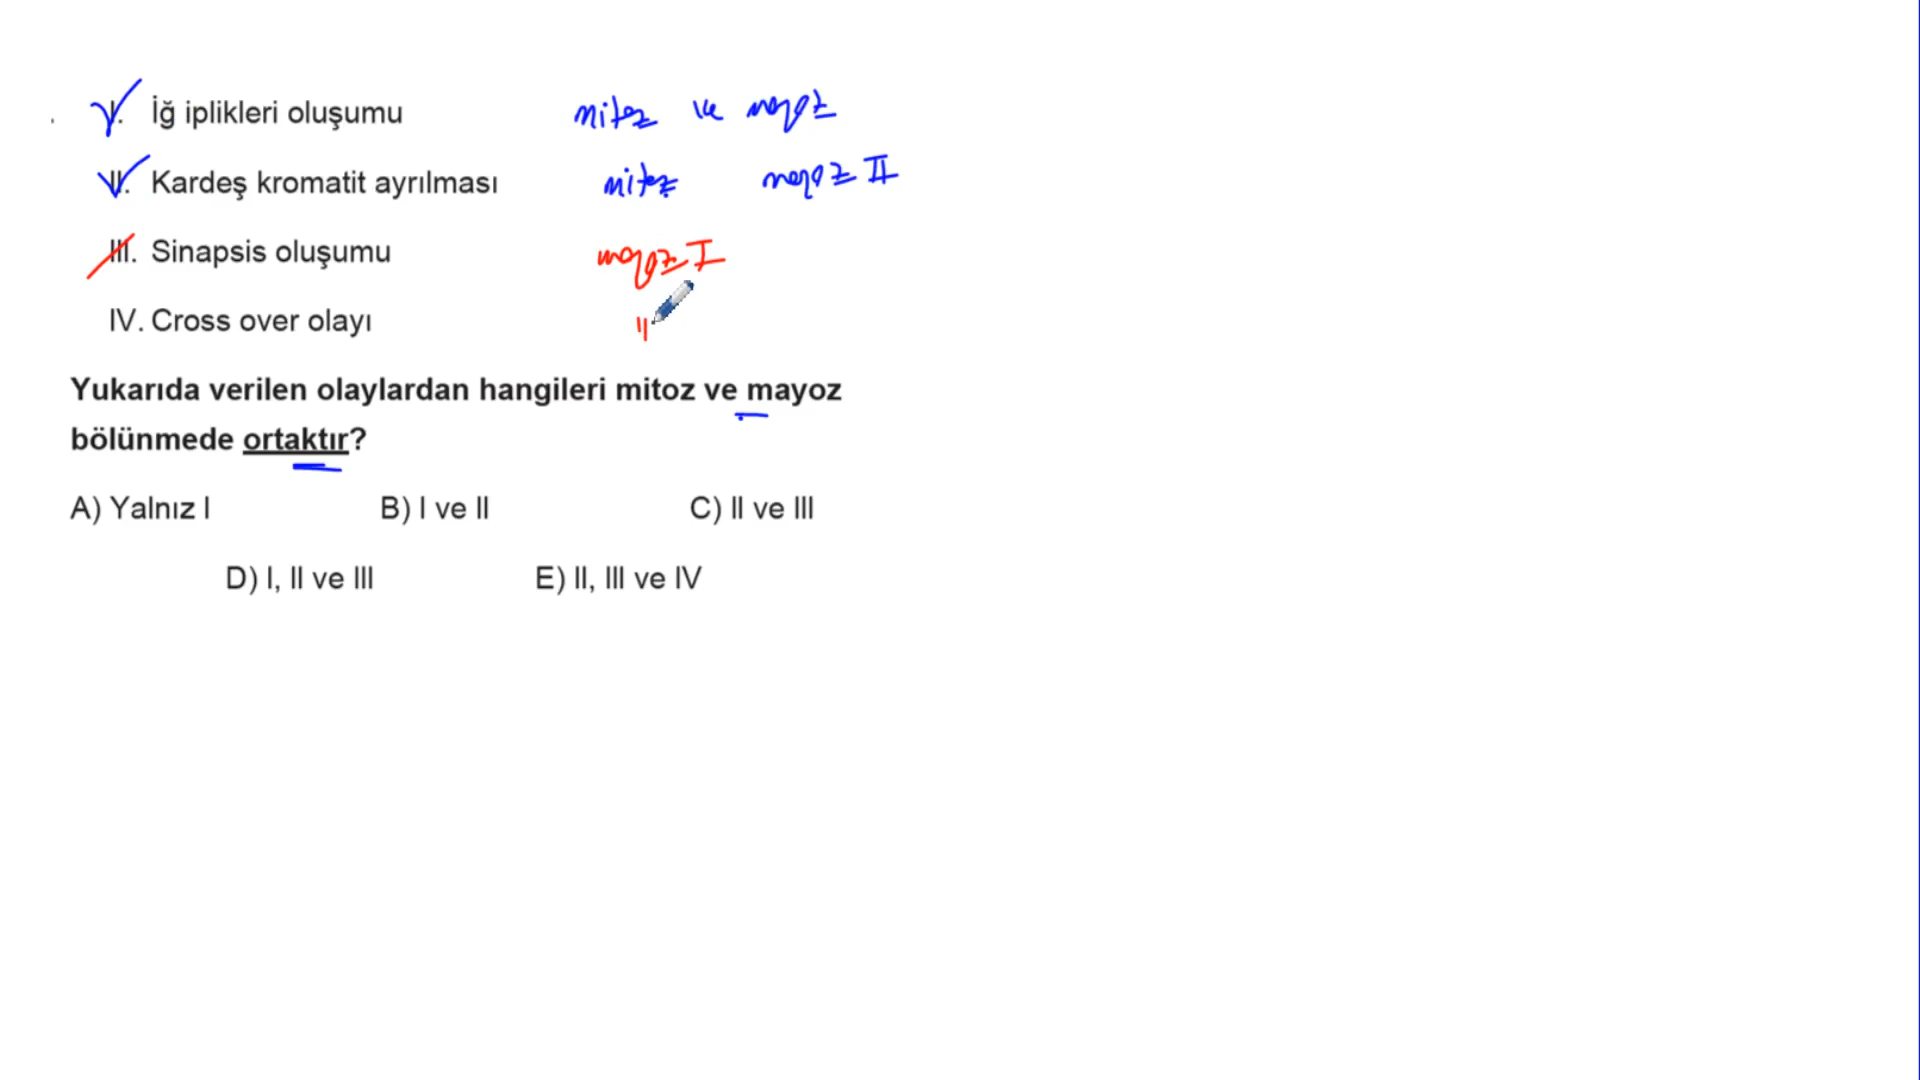 I. İğ iplikleri oluşumu mitoz ve mayoz
II. Kardeş kromatit ayrılması mitoz mayoz II
III. Sinapsis oluşumu mayoz I
IV. Cross over olayı "
Yukarıda verilen olaylardan hangileri mitoz ve mayoz
bölünmede ortaktır?
A) Yalnız I B) I ve II C) II ve III
D) I, II ve III E) II, III ve IV